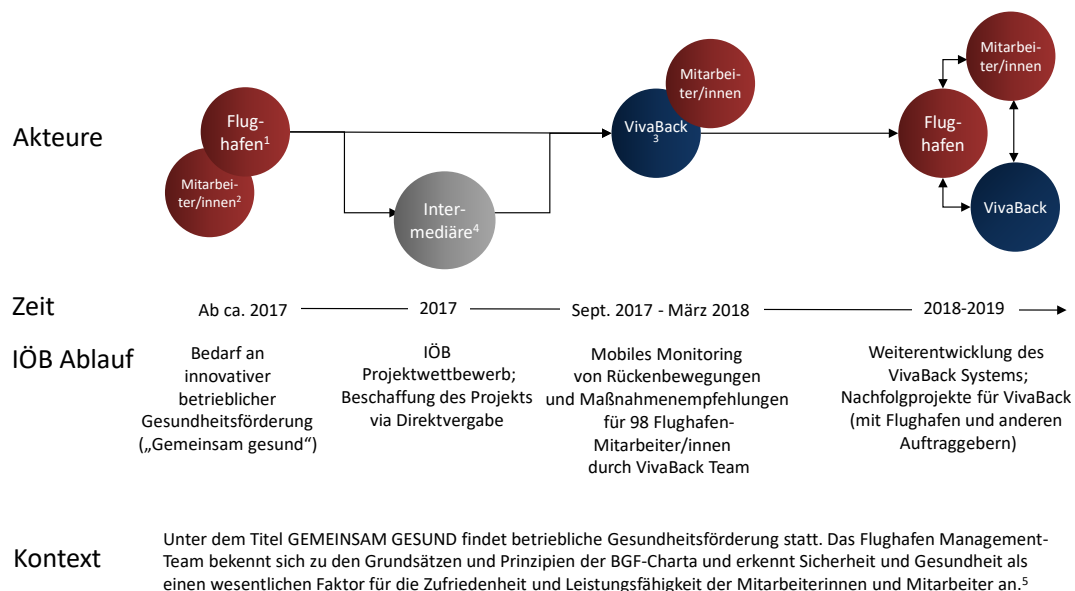 Akteure
Flug-
hafen1
Mitarbei-
ter/innen2
Inter-
mediäre4
Mitarbei-
ter/innen
VivaBack
3
Mitarbei-
ter/innen
Flug-
hafen
VivaBack
Zeit
Ab ca. 2017
2017
Sept. 2017 - März 2018
2018-2019
IÖB Ablauf
Bedarf an
innovativer
betrieblicher
Gesundheitsförderung
(„Gemeinsam gesund“)
IÖB
Projektwettbewerb;
Beschaffung des Projekts
via Direktvergabe
Mobiles Monitoring
von Rückenbewegungen
und Maßnahmenempfehlungen
für 98 Flughafen-
Mitarbeiter/innen
durch VivaBack Team
Weiterentwicklung des
VivaBack Systems;
Nachfolgprojekte für VivaBack
(mit Flughafen und anderen
Auftraggebern)
Kontext
Unter dem Titel GEMEINSAM GESUND findet betriebliche Gesundheitsförderung statt. Das Flughafen Management-
Team bekennt sich zu den Grundsätzen und Prinzipien der BGF-Charta und erkennt Sicherheit und Gesundheit als
einen wesentlichen Faktor für die Zufriedenheit und Leistungsfähigkeit der Mitarbeiterinnen und Mitarbeiter an.5